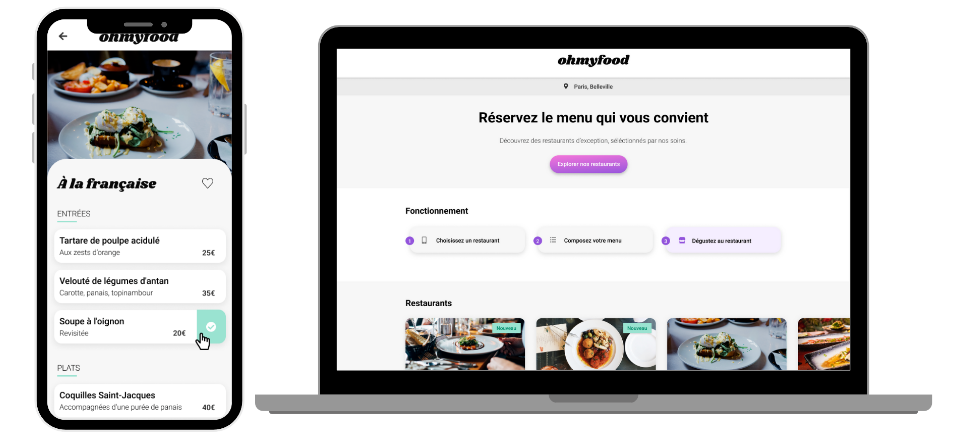 ohmyfood
À la française
ENTRÉES
Tartare de poulpe acidulé
Aux zests d'orange 25€
Velouté de légumes d'antan
Carotte, panais, topinambour 35€
Soupe à l'oignon
Revisitée 20€
PLATS
Coquilles Saint-Jacques
Accompagnées d'une purée de panais 40€
ohmyfood
Paris, Belleville
Réservez le menu qui vous convient
Découvrez des restaurants d'exception, séléctionnés par nos soins.
Explorer nos restaurants
Fonctionnement
1 Choisissez un restaurant
2 Composez votre menu
3 Dégustez au restaurant
Restaurants
Nouveau
Nouveau